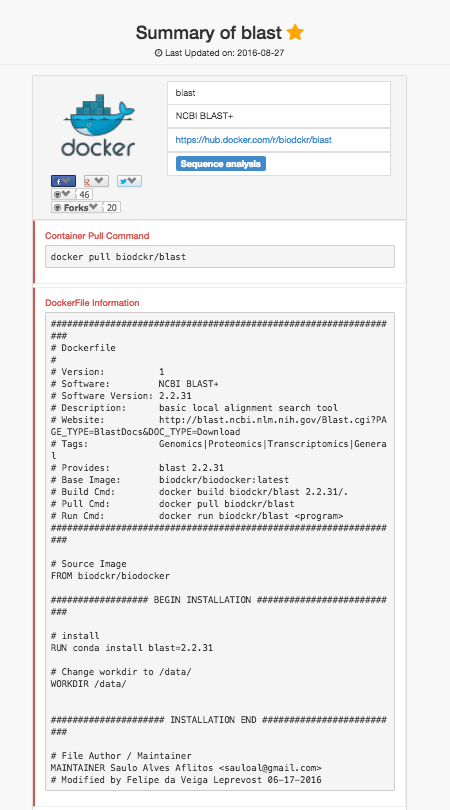 Summary of blast
Last Updated on: 2016-08-27
docker
blast
NCBI BLAST+
https://hub.docker.com/r/biodckr/blast
Sequence analysis
46
Forks
20
Container Pull Command
docker pull biodckr/blast
DockerFile Information
##############################################################
###
# Dockerfile
#
# Version:          1
# Software:         NCBI BLAST+
# Software Version: 2.2.31
# Description:      basic local alignment search tool
# Website:          http://blast.ncbi.nlm.nih.gov/Blast.cgi?PA
GE_TYPE=BlastDocs&DOC_TYPE=Download
# Tags:             Genomics|Proteomics|Transcriptomics|Genera
l
# Provides:         blast 2.2.31
# Base Image:       biodckr/biodocker:latest
# Build Cmd:        docker build biodckr/blast 2.2.31/.
# Pull Cmd:         docker pull biodckr/blast
# Run Cmd:          docker run biodckr/blast <program>
##############################################################
###
# Source Image
FROM biodckr/biodocker
################## BEGIN INSTALLATION ########################
###
# install
RUN conda install blast=2.2.31
# Change workdir to /data/
WORKDIR /data/
##################### INSTALLATION END #######################
###
# File Author / Maintainer
MAINTAINER Saulo Alves Aflitos <sauloal@gmail.com>
# Modified by Felipe da Veiga Leprevost 06-17-2016